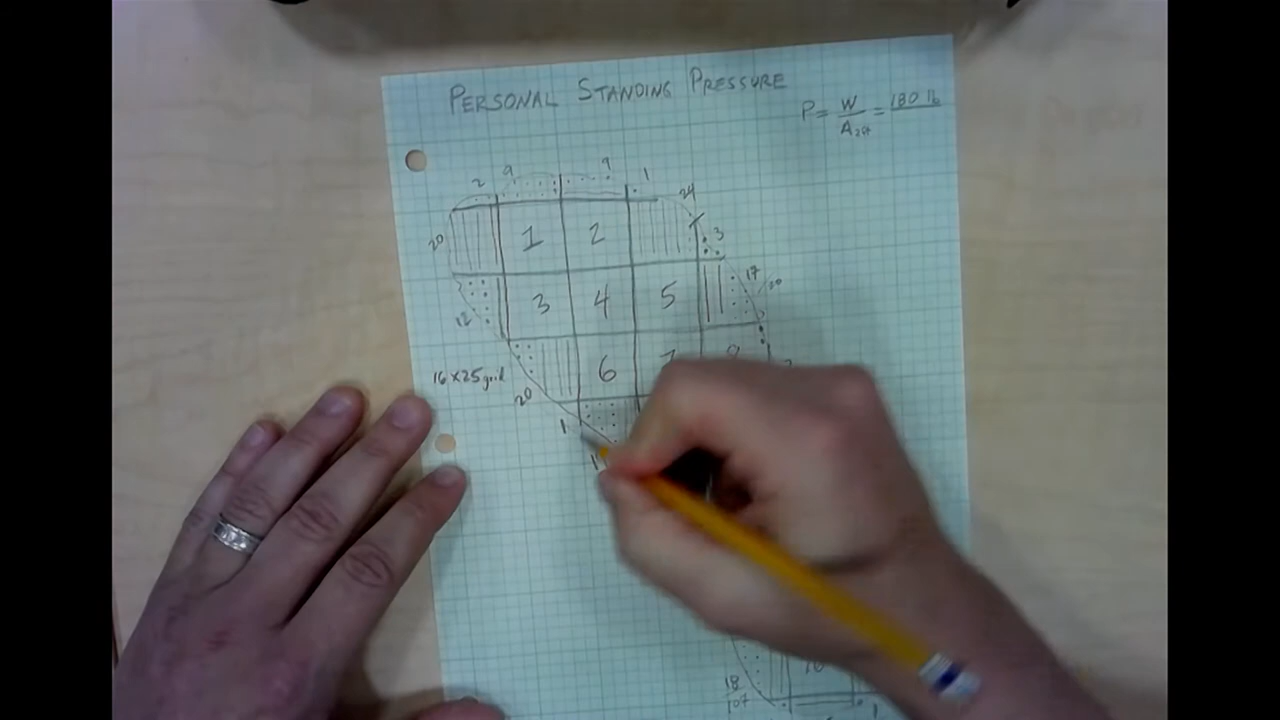 PERSONAL STANDING PRESSURE
P = W / A2ft = 180 lb
2 9 9 1 24
20 1 2 3
17 20
3 4 5
12
16 x 25 grid 6
20
1
18
107